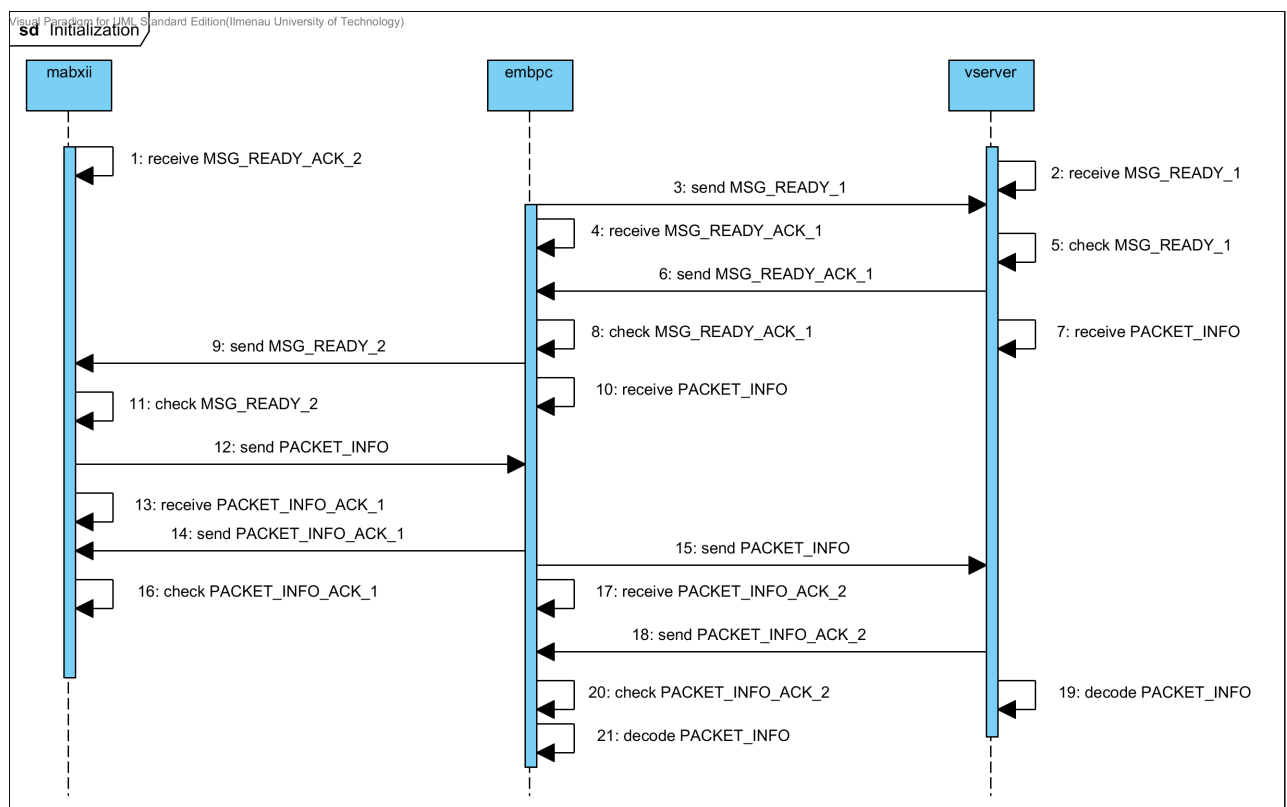 Visual Paradigm for UML Standard Edition(Ilmenau University of Technology)
sd Initialization
mabxii
embpc
vserver
1: receive MSG_READY_ACK_2
2: receive MSG_READY_1
3: send MSG_READY_1
4: receive MSG_READY_ACK_1
5: check MSG_READY_1
6: send MSG_READY_ACK_1
7: receive PACKET_INFO
8: check MSG_READY_ACK_1
9: send MSG_READY_2
10: receive PACKET_INFO
11: check MSG_READY_2
12: send PACKET_INFO
13: receive PACKET_INFO_ACK_1
14: send PACKET_INFO_ACK_1
15: send PACKET_INFO
16: check PACKET_INFO_ACK_1
17: receive PACKET_INFO_ACK_2
18: send PACKET_INFO_ACK_2
19: decode PACKET_INFO
20: check PACKET_INFO_ACK_2
21: decode PACKET_INFO